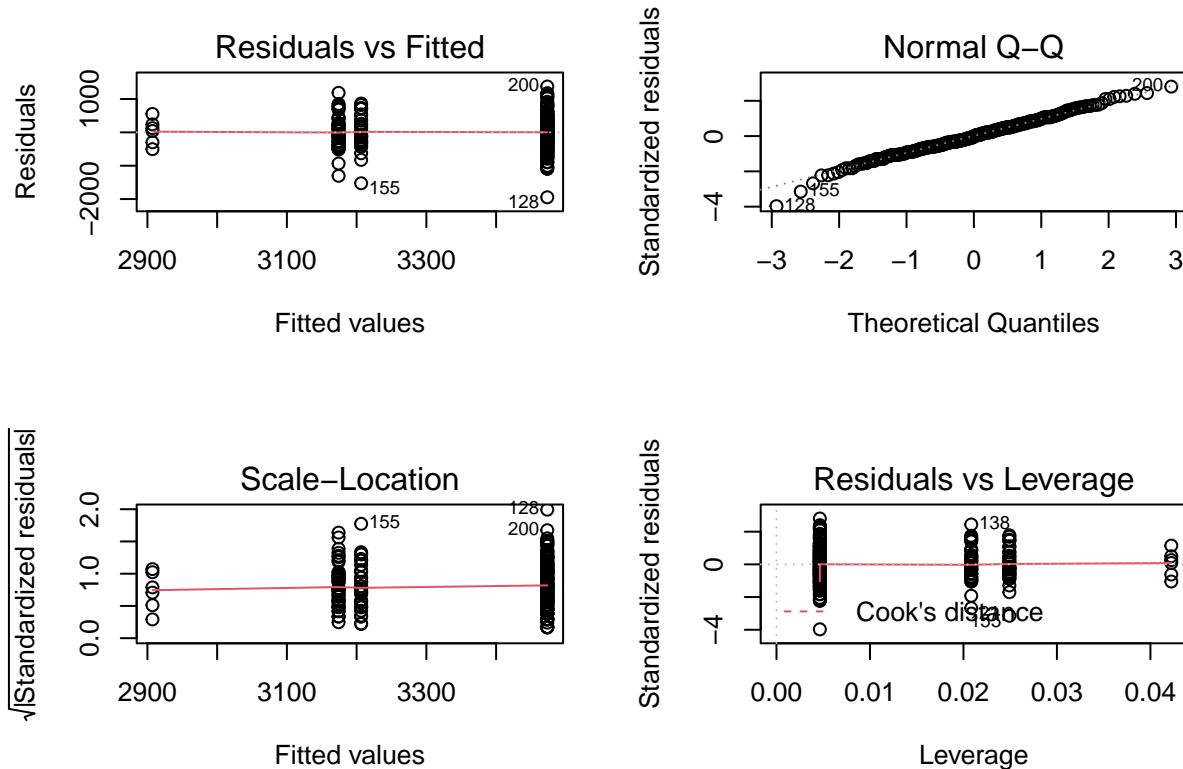 Residuals vs Fitted
Residuals
1000
−2000
200
155
128
2900
3100
3300
Fitted values
Normal Q−Q
Standardized residuals
0
−4
200
155
128
−3
−2
−1
0
1
2
3
Theoretical Quantiles
Scale−Location
√|Standardized residuals|
2.0
1.0
0.0
128
155
200
2900
3100
3300
Fitted values
Residuals vs Leverage
Standardized residuals
0
−4
138
Cook's distance
155
0.00
0.01
0.02
0.03
0.04
Leverage